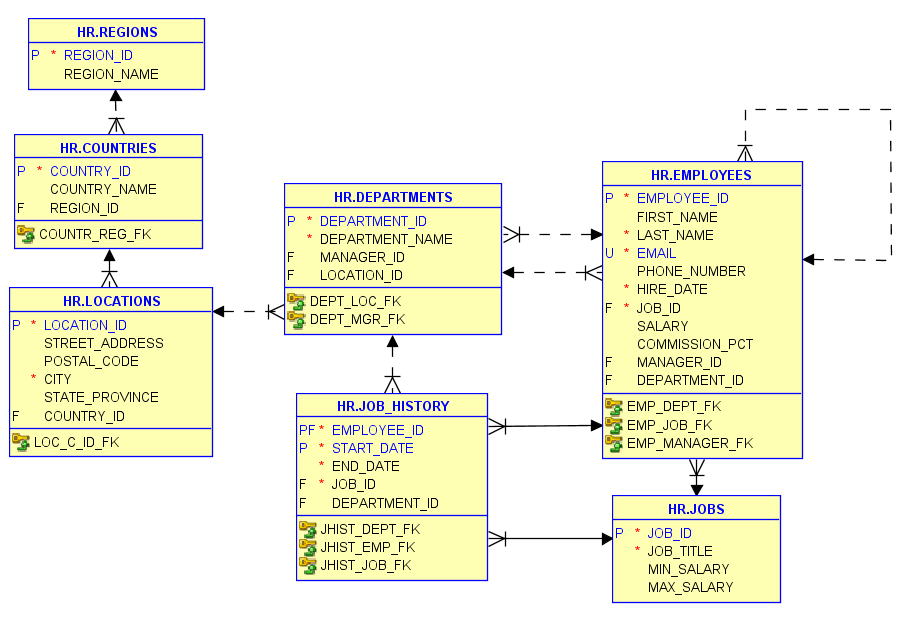 HR.REGIONS
P * REGION_ID
REGION_NAME
HR.COUNTRIES
P * COUNTRY_ID
COUNTRY_NAME
F REGION_ID
COUNTR_REG_FK
HR.LOCATIONS
P * LOCATION_ID
STREET_ADDRESS
POSTAL_CODE
* CITY
STATE_PROVINCE
F COUNTRY_ID
LOC_C_ID_FK
HR.DEPARTMENTS
P * DEPARTMENT_ID
* DEPARTMENT_NAME
F MANAGER_ID
F LOCATION_ID
DEPT_LOC_FK
DEPT_MGR_FK
HR.JOB_HISTORY
PF * EMPLOYEE_ID
P * START_DATE
* END_DATE
F * JOB_ID
F DEPARTMENT_ID
JHIST_DEPT_FK
JHIST_EMP_FK
JHIST_JOB_FK
HR.EMPLOYEES
P * EMPLOYEE_ID
FIRST_NAME
* LAST_NAME
U * EMAIL
PHONE_NUMBER
* HIRE_DATE
F * JOB_ID
SALARY
COMMISSION_PCT
F MANAGER_ID
F DEPARTMENT_ID
EMP_DEPT_FK
EMP_JOB_FK
EMP_MANAGER_FK
HR.JOBS
P * JOB_ID
* JOB_TITLE
MIN_SALARY
MAX_SALARY